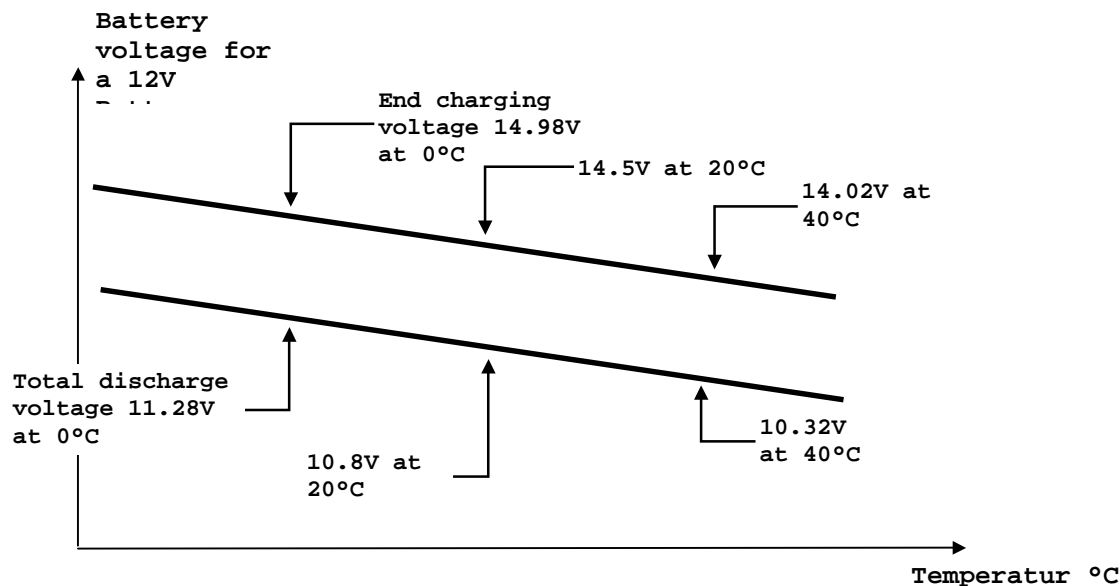 Battery
voltage for
a 12V
End charging
voltage 14.98V
at 0°C
14.5V at 20°C
14.02V at
40°C
Total discharge
voltage 11.28V
at 0°C
10.8V at
20°C
10.32V
at 40°C
Temperatur °C